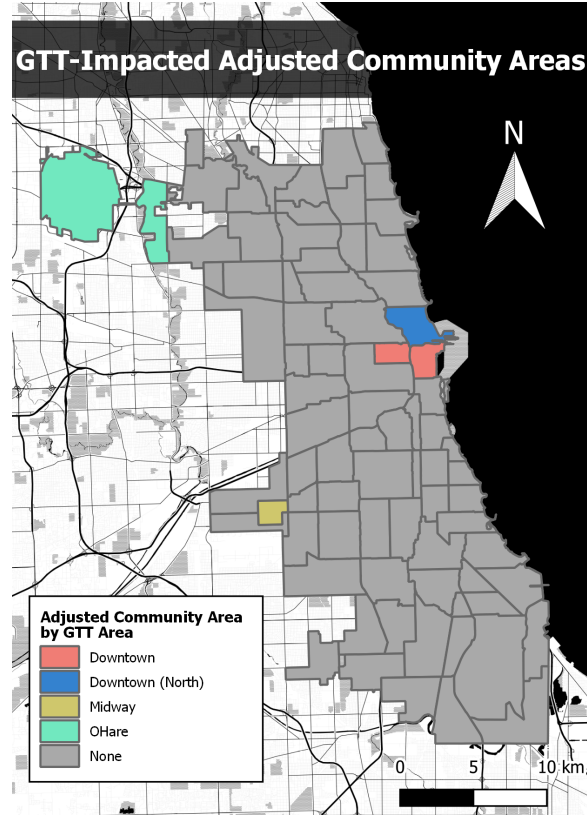 GTT-Impacted Adjusted Community Areas
N
Adjusted Community Area
by GTT Area
Downtown
Downtown (North)
Midway
OHare
None
0 5 10 km